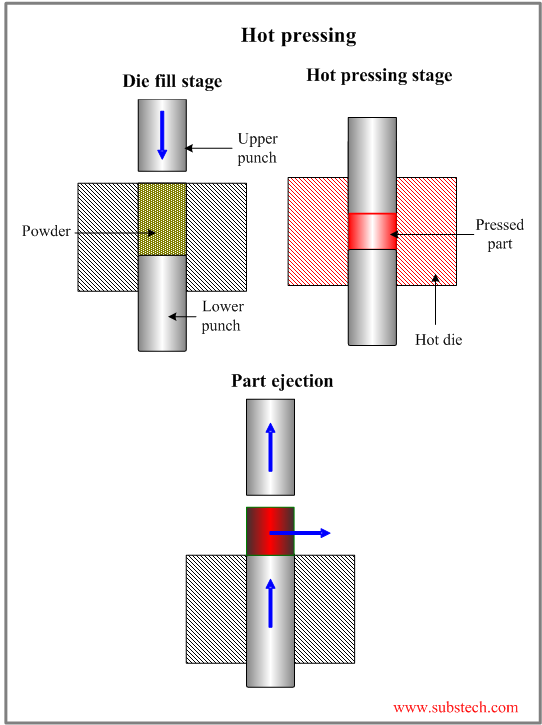 Hot pressing
Die fill stage
Hot pressing stage
Upper
punch
Powder
Pressed
part
Lower
punch
Hot die
Part ejection
www.substech.com